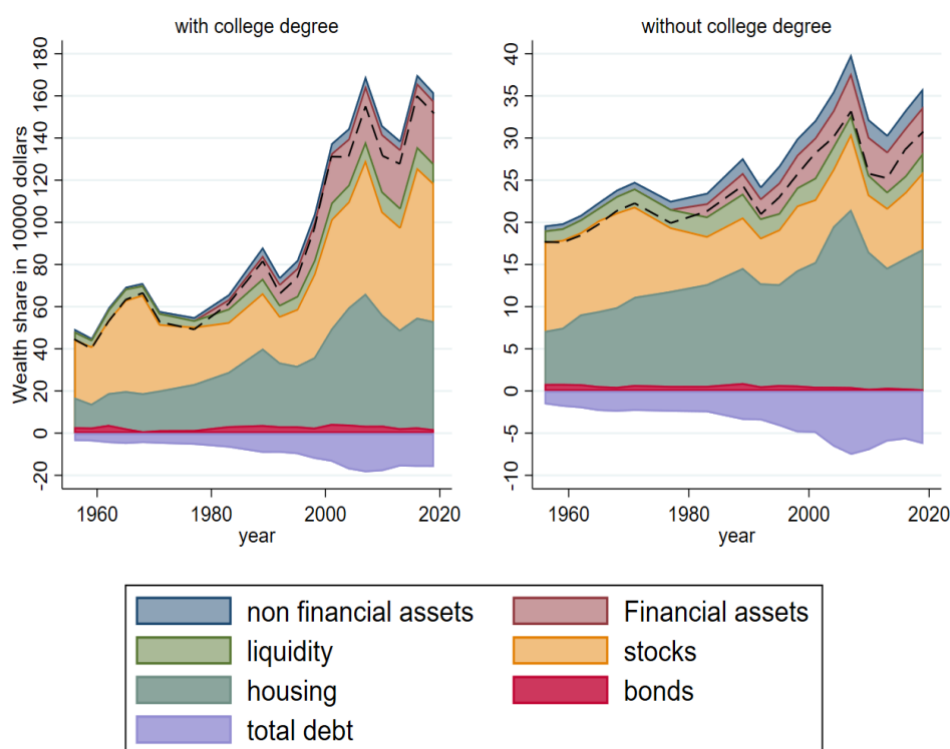 with college degree
without college degree
Wealth share in 10000 dollars
-20 0 20 40 60 80 100 120 140 160 180
1960 1980 2000 2020
year
40
35
30
25
20
15
10
5
0
-5
-10
1960 1980 2000 2020
year
non financial assets Financial assets
liquidity stocks
housing bonds
total debt